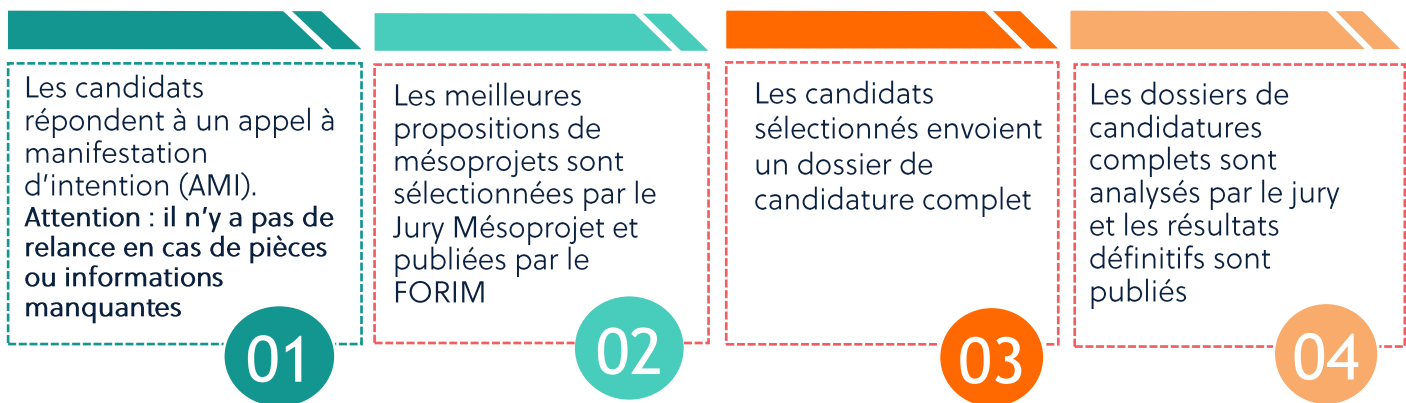 Les candidats
répondent à un appel à
manifestation
d'intention (AMI).
Attention : il n'y a pas de
relance en cas de pièces
ou informations
manquantes
01
Les meilleures
propositions de
mésoprojets sont
sélectionnées par le
Jury Mésoprojet et
publiées par le
FORIM
02
Les candidats
sélectionnés envoient
un dossier de
candidature complet
03
Les dossiers de
candidatures
complets sont
analysés par le jury
et les résultats
définitifs sont
publiés
04